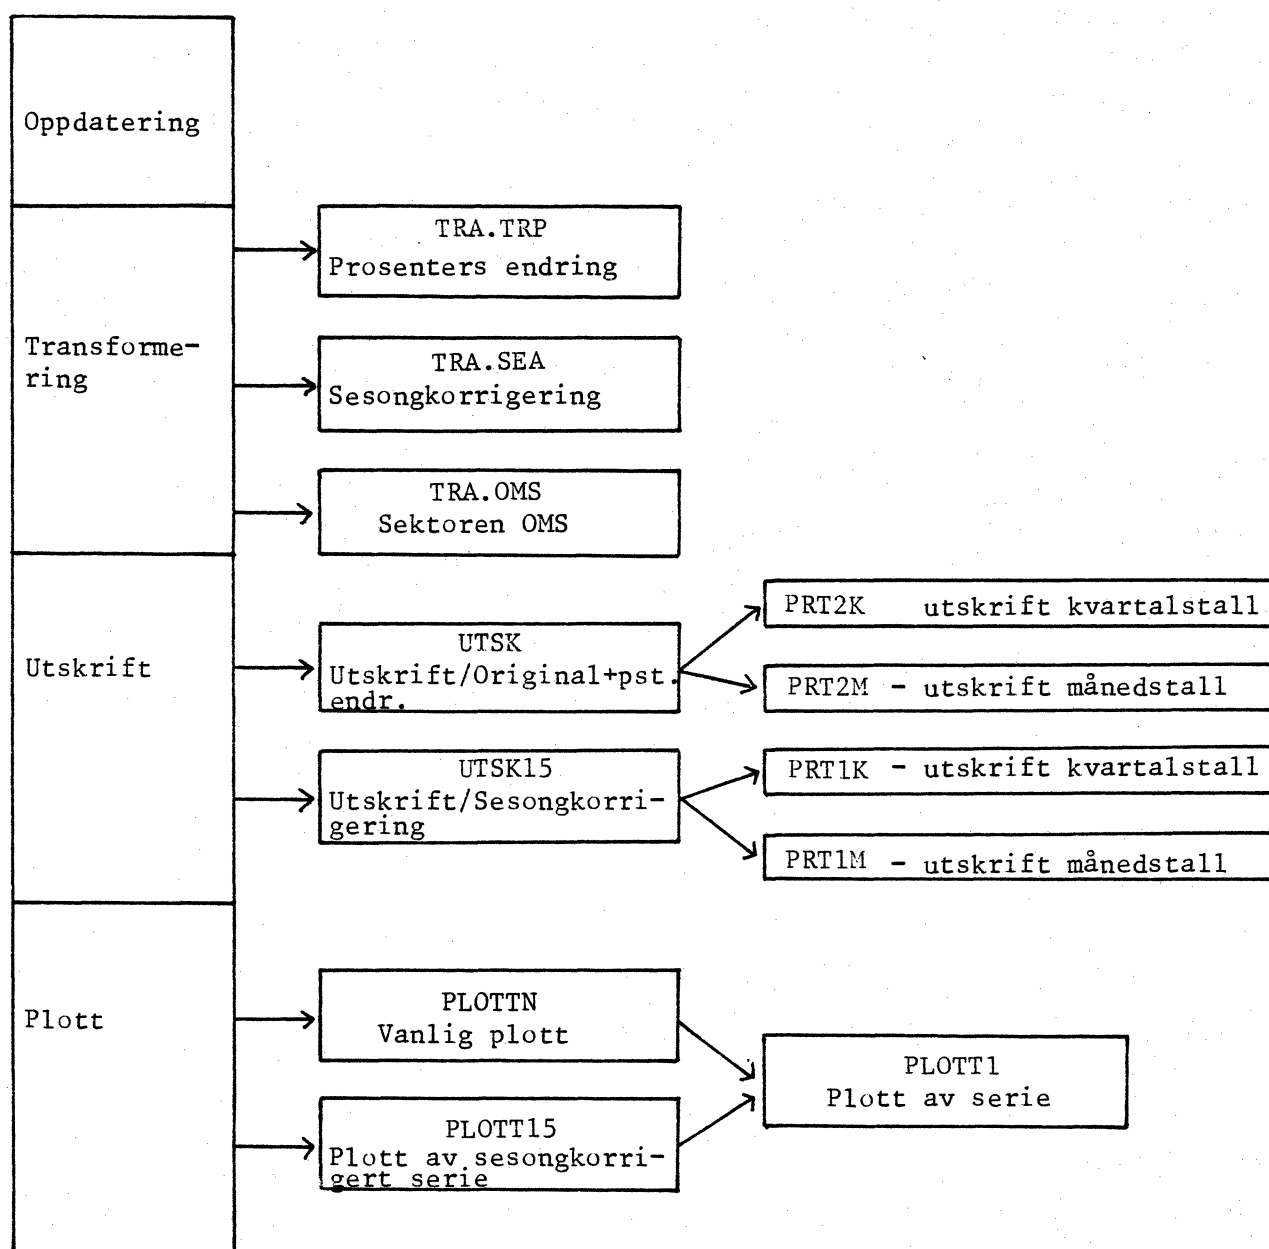 Oppdatering
TRA.TRP
Prosenters endring
Transforme-
ring
TRA.SEA
Sesongkorrigering
TRA.OMS
Sektoren OMS
Utskrift
UTSK
Utskrift/Original+pst.
endr.
PRT2K utskrift kvartalstall
PRT2M - utskrift månedstall
UTSK15
Utskrift/Sesongkorri-
gering
PRT1K - utskrift kvartalstall
PRT1M - utskrift månedstall
Plott
PLOTTN
Vanlig plott
PLOTT15
Plott av sesongkorri-
gert serie
PLOTT1
Plott av serie